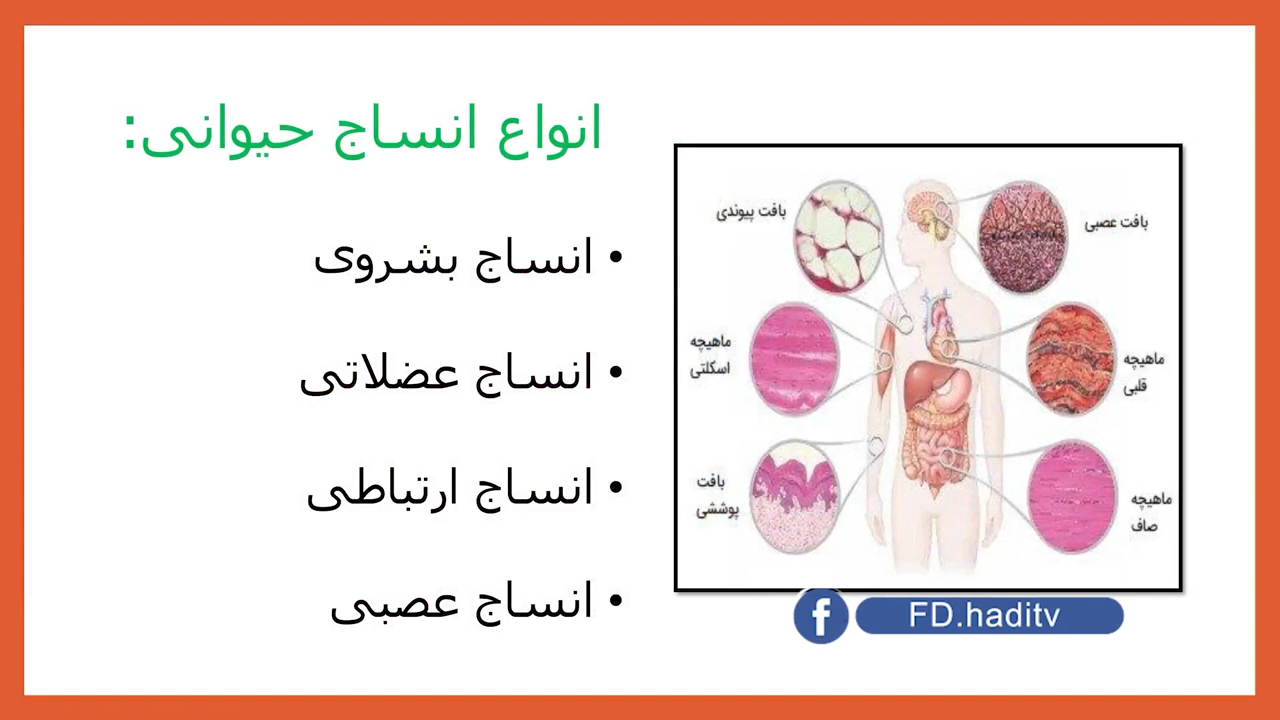 انواع انساج حیوانی:
• انساج بشروی
• انساج عضلاتی
• انساج ارتباطی
• انساج عصبی
بافت عصبی
بافت پیوندی
ماهیچه
قلبی
ماهیچه
اسکلتی
ماهیچه
صاف
بافت
پوششی
FD.haditv